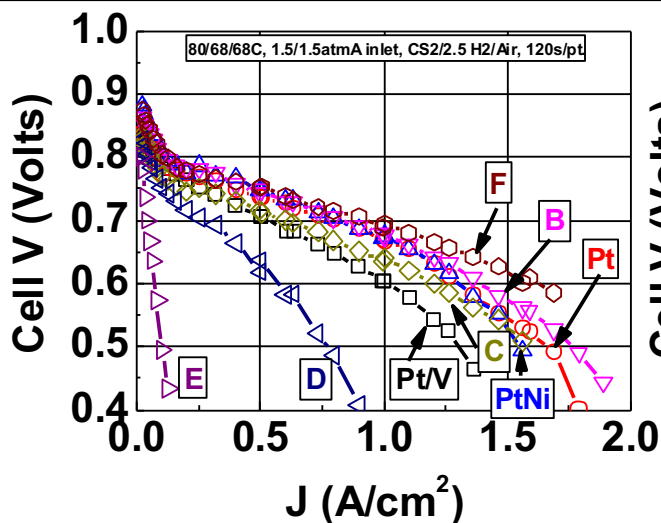 80/68/68C, 1.5/1.5atmA inlet, CS2/2.5 H2/Air, 120s/pt
Cell V (Volts)
1.0
0.9
0.8
0.7
0.6
0.5
0.4
F
B
Pt
E
D
Pt/V
C
PtNi
0.0
0.5
1.0
1.5
2.0
J (A/cm²)